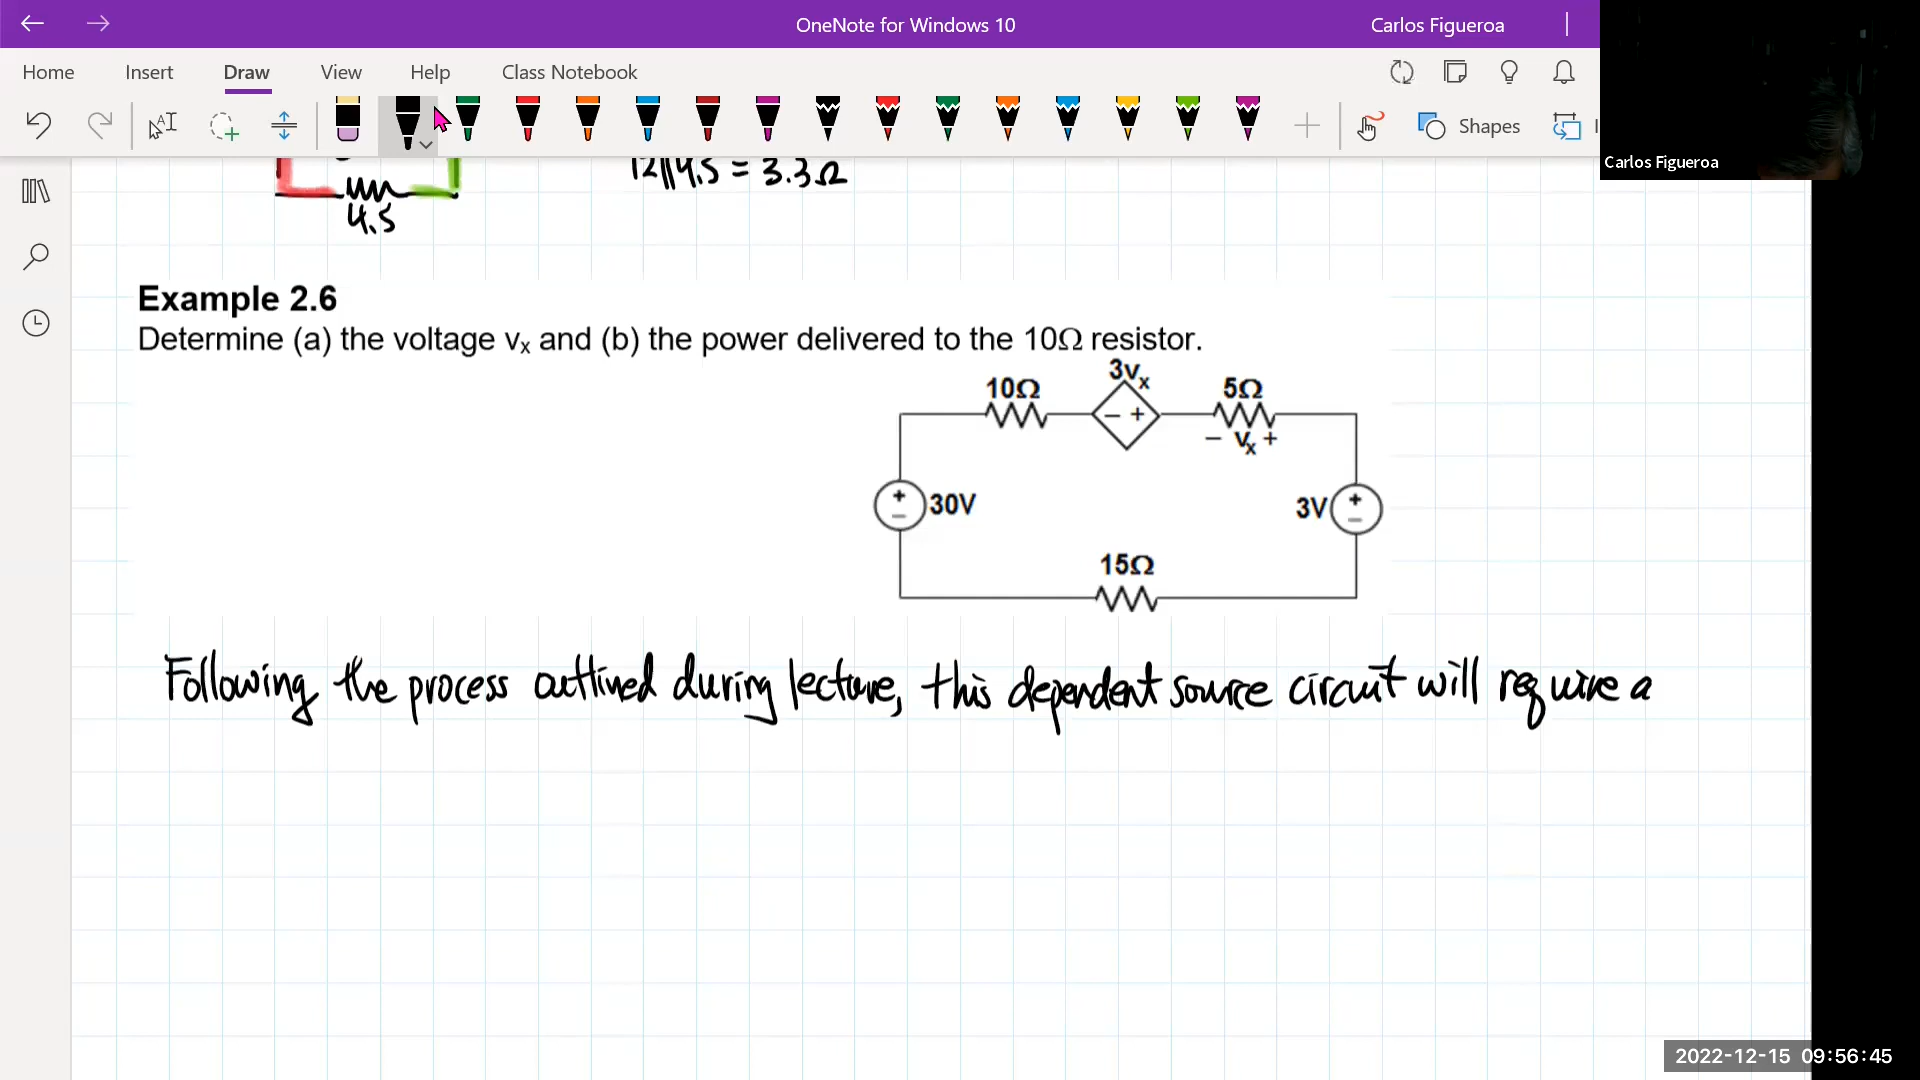 OneNote for Windows 10
Carlos Figueroa
Home Insert Draw View Help Class Notebook
Shapes
Carlos Figueroa
12||4.5 = 3.3Ω
4.5
Example 2.6
Determine (a) the voltage vx and (b) the power delivered to the 10Ω resistor.
3vx
10Ω
5Ω
− +
− vx +
+
−
30V
3V
+
−
15Ω
Following the process outlined during lecture, this dependent source circuit will require a
2022-12-15 09:56:45